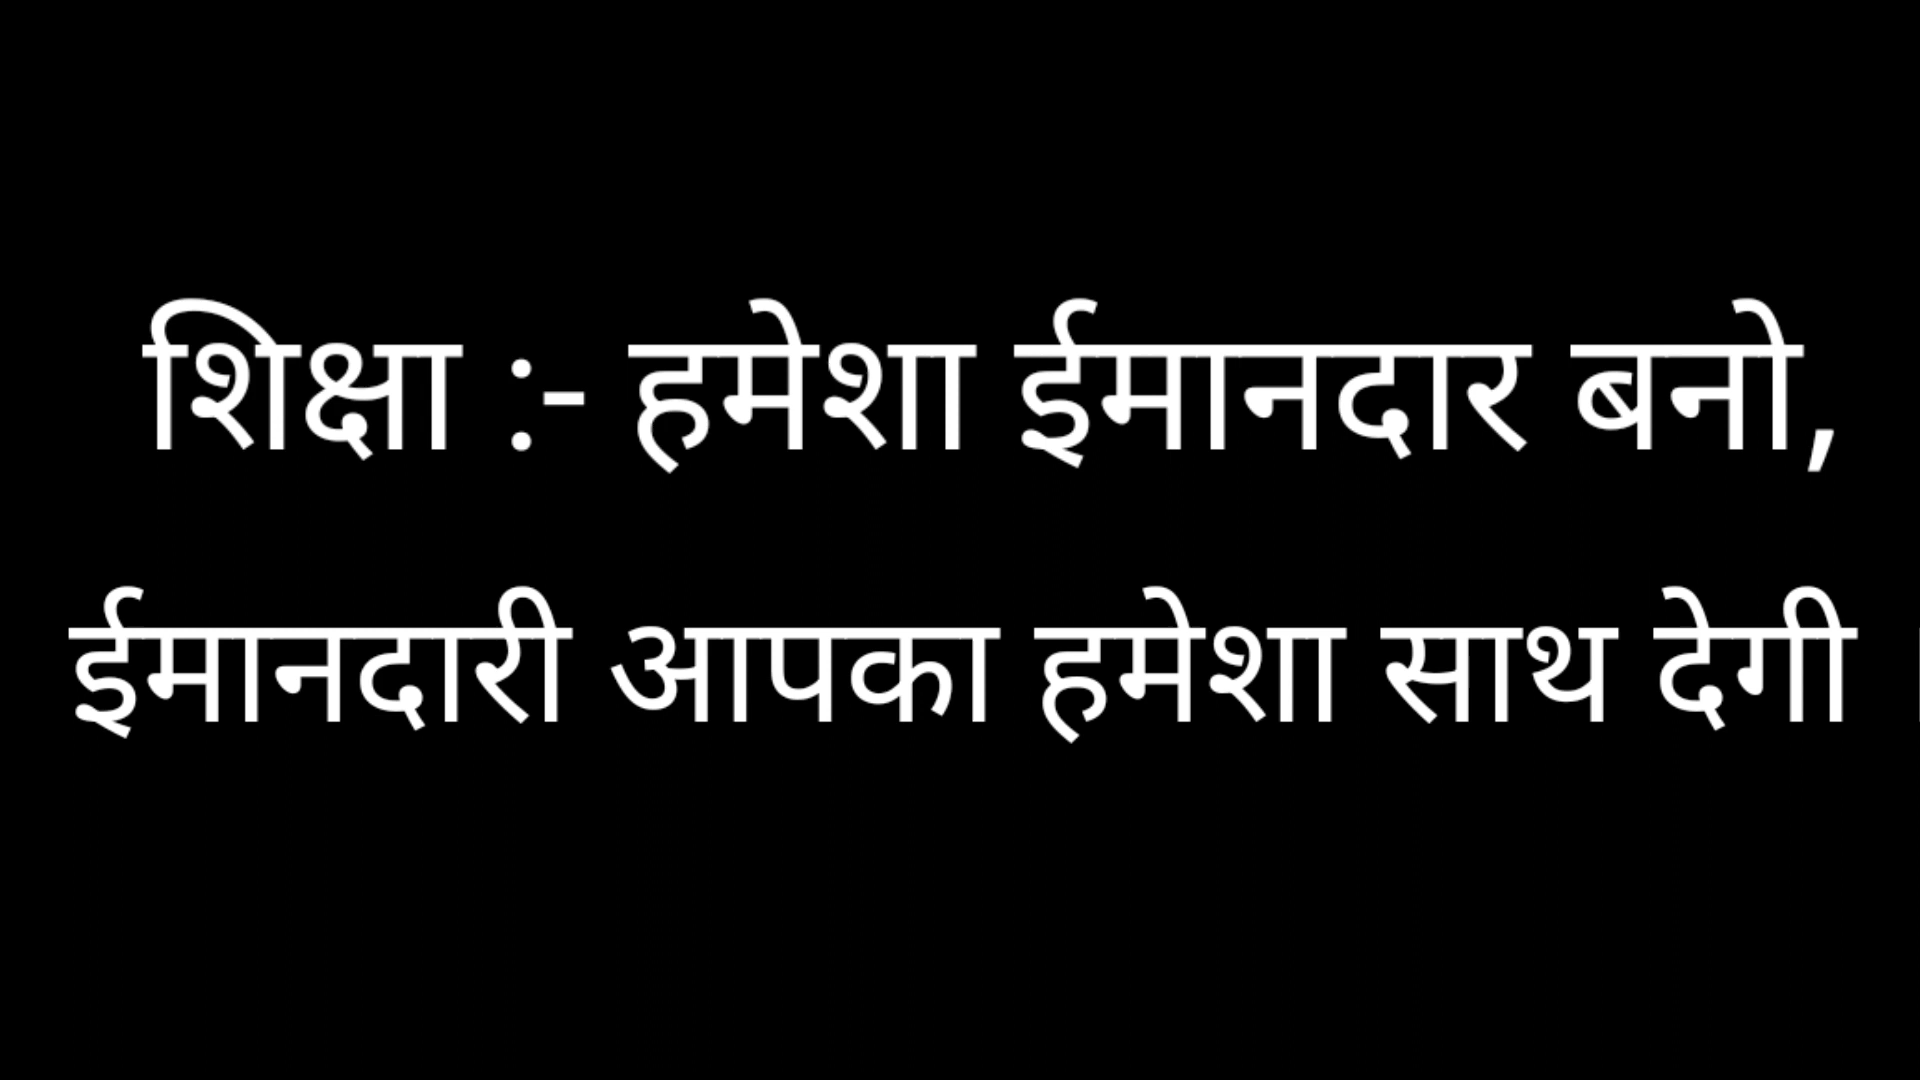 शिक्षा :- हमेशा ईमानदार बनो,
ईमानदारी आपका हमेशा साथ देगी ।